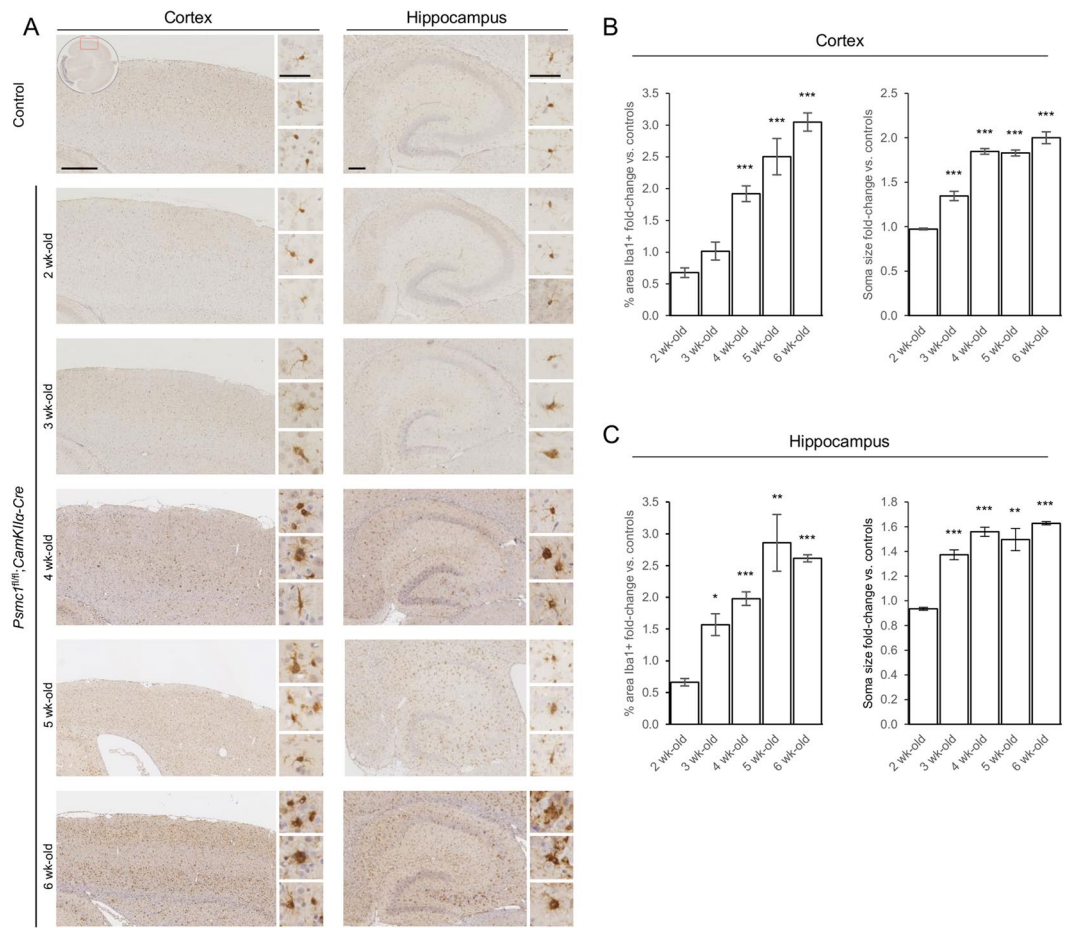 A
Cortex
Hippocampus
Control
2 wk-old
3 wk-old
4 wk-old
5 wk-old
6 wk-old
Psmc1fl/fl;CamKIIα-Cre
B
Cortex
% area Iba1+ fold-change vs. controls
3.5
3.0
2.5
2.0
1.5
1.0
0.5
0.0
***
***
***
2 wk-old
3 wk-old
4 wk-old
5 wk-old
6 wk-old
Soma size fold-change vs. controls
2.5
2.0
1.5
1.0
0.5
0.0
***
***
***
***
2 wk-old
3 wk-old
4 wk-old
5 wk-old
6 wk-old
C
Hippocampus
% area Iba1+ fold-change vs. controls
3.5
3.0
2.5
2.0
1.5
1.0
0.5
0.0
*
***
**
***
2 wk-old
3 wk-old
4 wk-old
5 wk-old
6 wk-old
Soma size fold-change vs. controls
1.8
1.6
1.4
1.2
1.0
0.8
0.6
0.4
0.2
0.0
***
***
**
***
2 wk-old
3 wk-old
4 wk-old
5 wk-old
6 wk-old